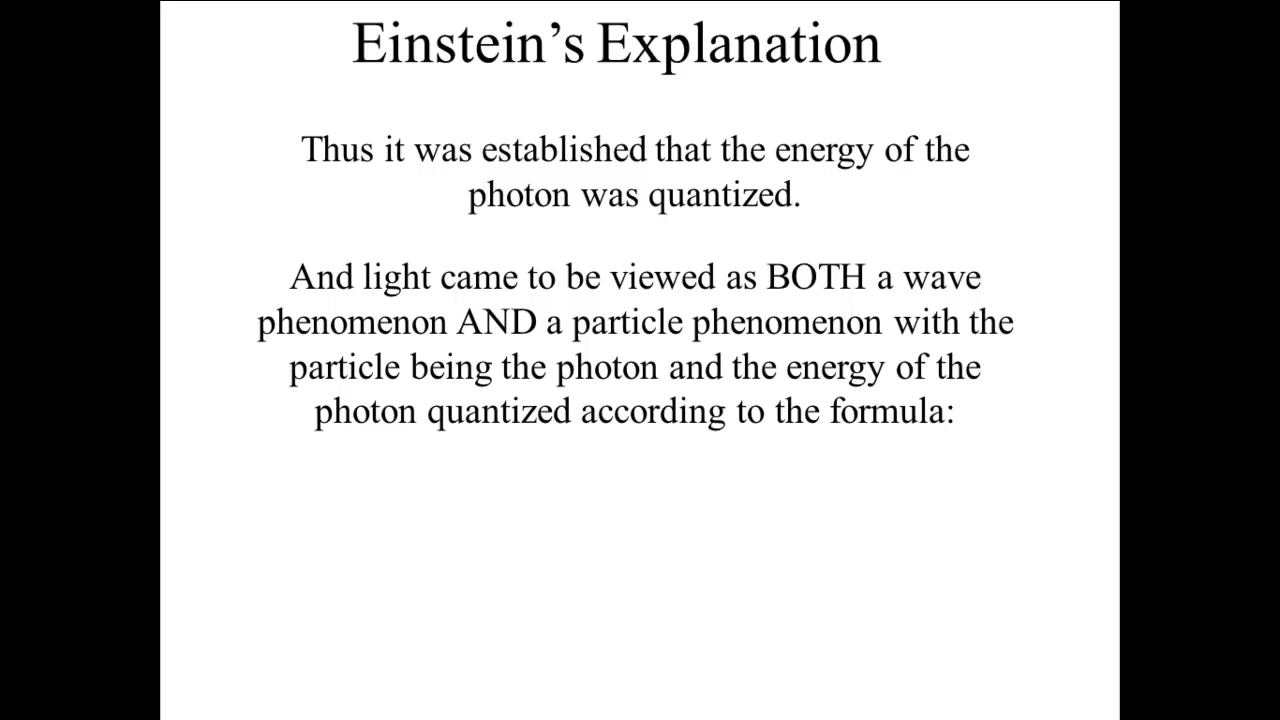 Einstein’s Explanation
Thus it was established that the energy of the
photon was quantized.
And light came to be viewed as BOTH a wave
phenomenon AND a particle phenomenon with the
particle being the photon and the energy of the
photon quantized according to the formula: